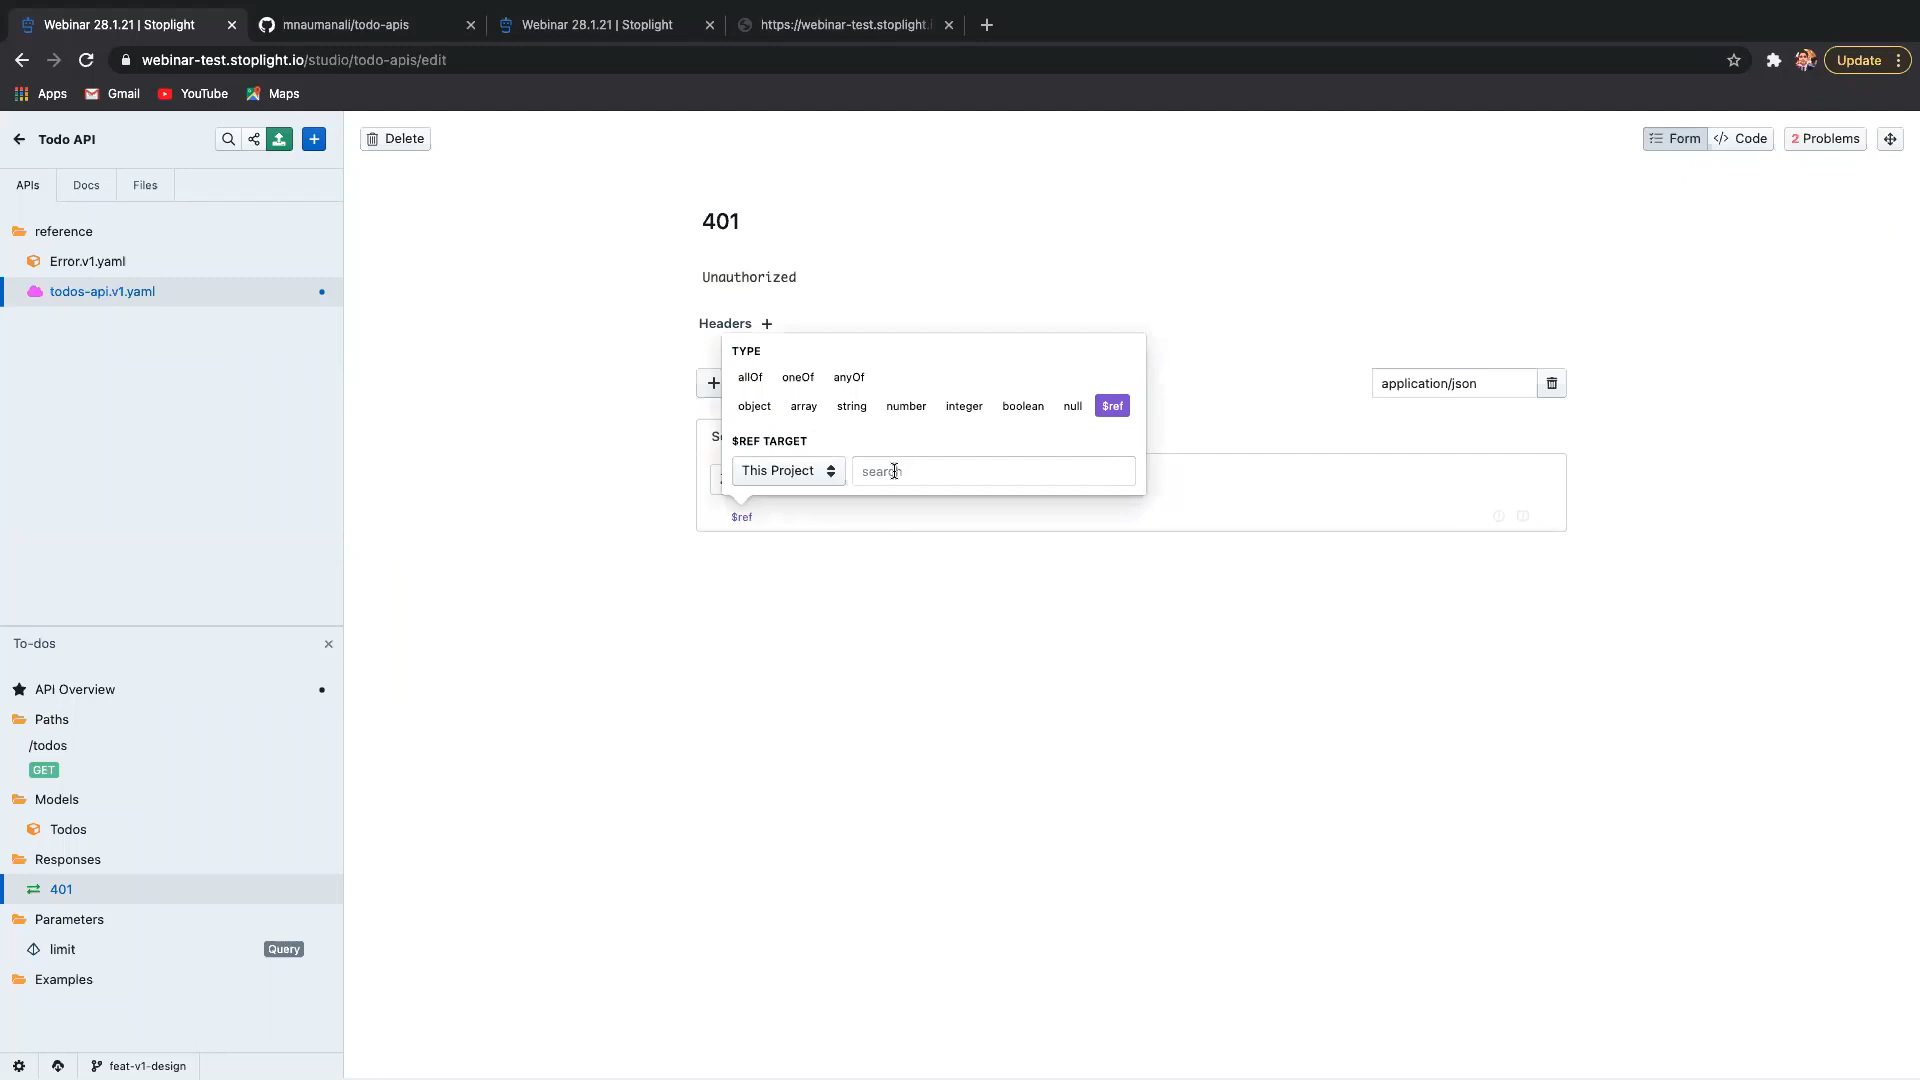 Webinar 28.1.21 | Stoplight
mnaumanali/todo-apis
Webinar 28.1.21 | Stoplight
https://webinar-test.stoplight.i
webinar-test.stoplight.io/studio/todo-apis/edit
Update
Apps
Gmail
YouTube
Maps
Todo API
Delete
Form
</> Code
2 Problems
APIs
Docs
Files
reference
Error.v1.yaml
todos-api.v1.yaml
401
Unauthorized
Headers
TYPE
allOf oneOf anyOf
object array string number integer boolean null $ref
$REF TARGET
This Project
search
application/json
$ref
To-dos
API Overview
Paths
/todos
GET
Models
Todos
Responses
401
Parameters
limit
Query
Examples
feat-v1-design